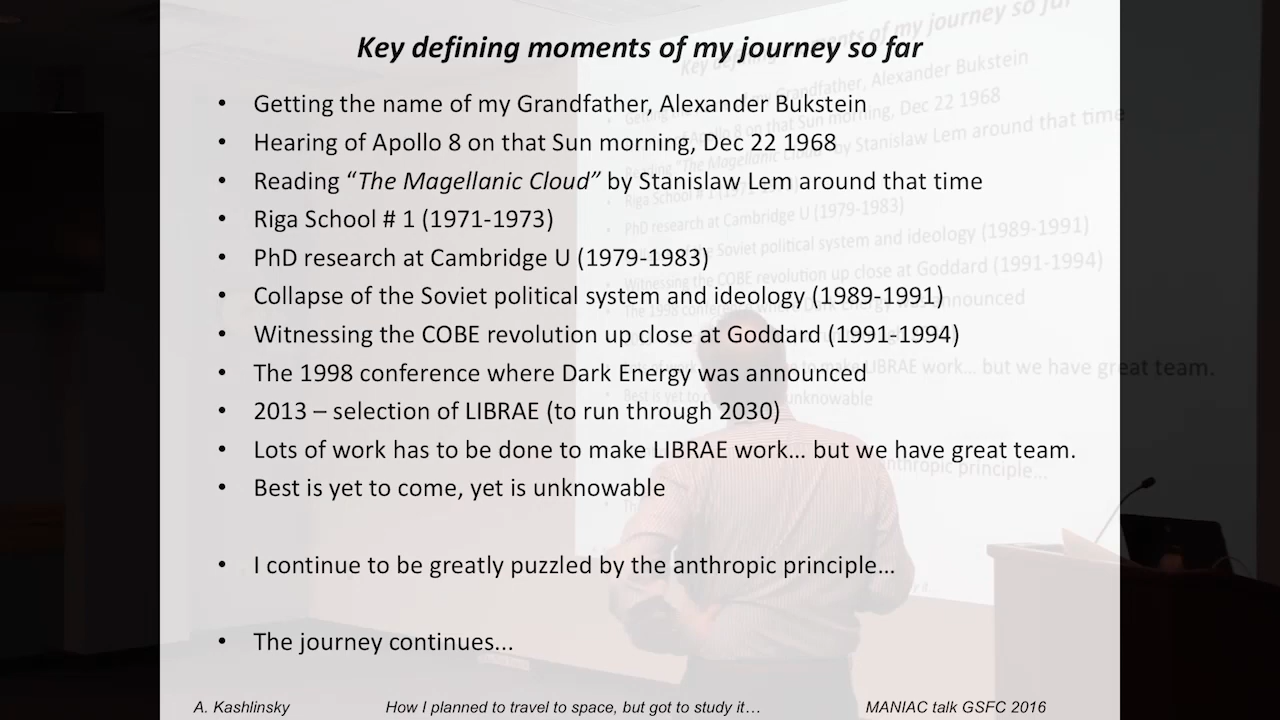 Key defining moments of my journey so far
• Getting the name of my Grandfather, Alexander Bukstein
• Hearing of Apollo 8 on that Sun morning, Dec 22 1968
• Reading “The Magellanic Cloud” by Stanislaw Lem around that time
• Riga School # 1 (1971-1973)
• PhD research at Cambridge U (1979-1983)
• Collapse of the Soviet political system and ideology (1989-1991)
• Witnessing the COBE revolution up close at Goddard (1991-1994)
• The 1998 conference where Dark Energy was announced
• 2013 – selection of LIBRAE (to run through 2030)
• Lots of work has to be done to make LIBRAE work... but we have great team.
• Best is yet to come, yet is unknowable
• I continue to be greatly puzzled by the anthropic principle...
• The journey continues...
A. Kashlinsky How I planned to travel to space, but got to study it... MANIAC talk GSFC 2016